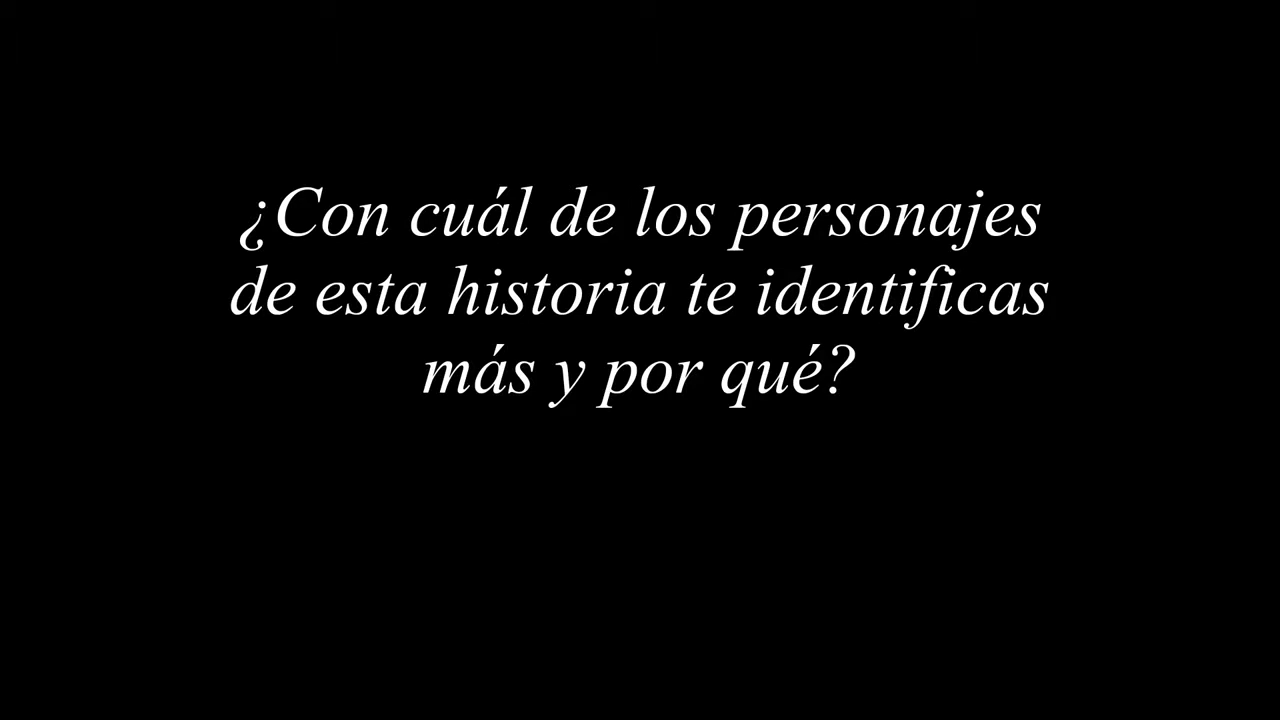 ¿Con cuál de los personajes
de esta historia te identificas
más y por qué?